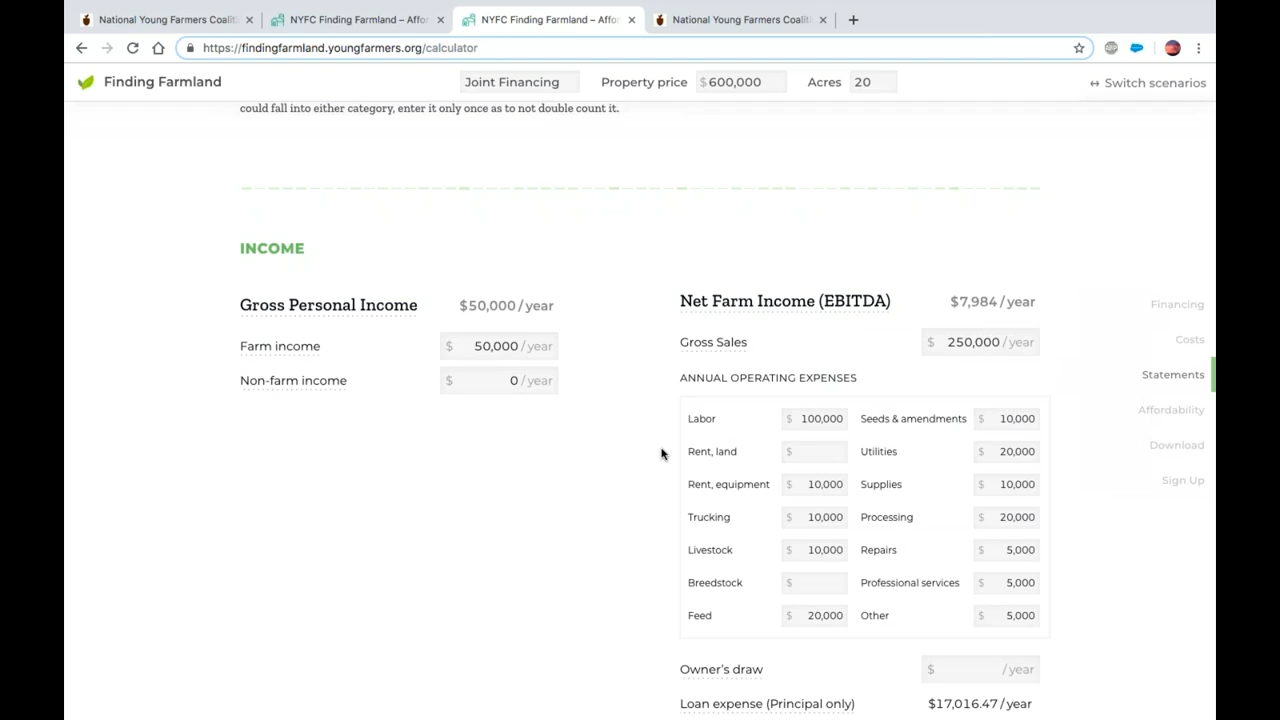 National Young Farmers Coalit
NYFC Finding Farmland – Affor
NYFC Finding Farmland – Affor
National Young Farmers Coalit
https://findingfarmland.youngfarmers.org/calculator
ABP
Finding Farmland
Joint Financing
Property price $ 600,000
Acres 20
↔ Switch scenarios
could fall into either category, enter it only once as to not double count it.
INCOME
Gross Personal Income $50,000 / year
Farm income $ 50,000 / year
Non-farm income $ 0 / year
Net Farm Income (EBITDA) $7,984 / year
Gross Sales $ 250,000 / year
ANNUAL OPERATING EXPENSES
Labor $ 100,000 Seeds & amendments $ 10,000
Rent, land $ Utilities $ 20,000
Rent, equipment $ 10,000 Supplies $ 10,000
Trucking $ 10,000 Processing $ 20,000
Livestock $ 10,000 Repairs $ 5,000
Breedstock $ Professional services $ 5,000
Feed $ 20,000 Other $ 5,000
Owner's draw $ / year
Loan expense (Principal only) $17,016.47 / year
Financing
Costs
Statements
Affordability
Download
Sign Up